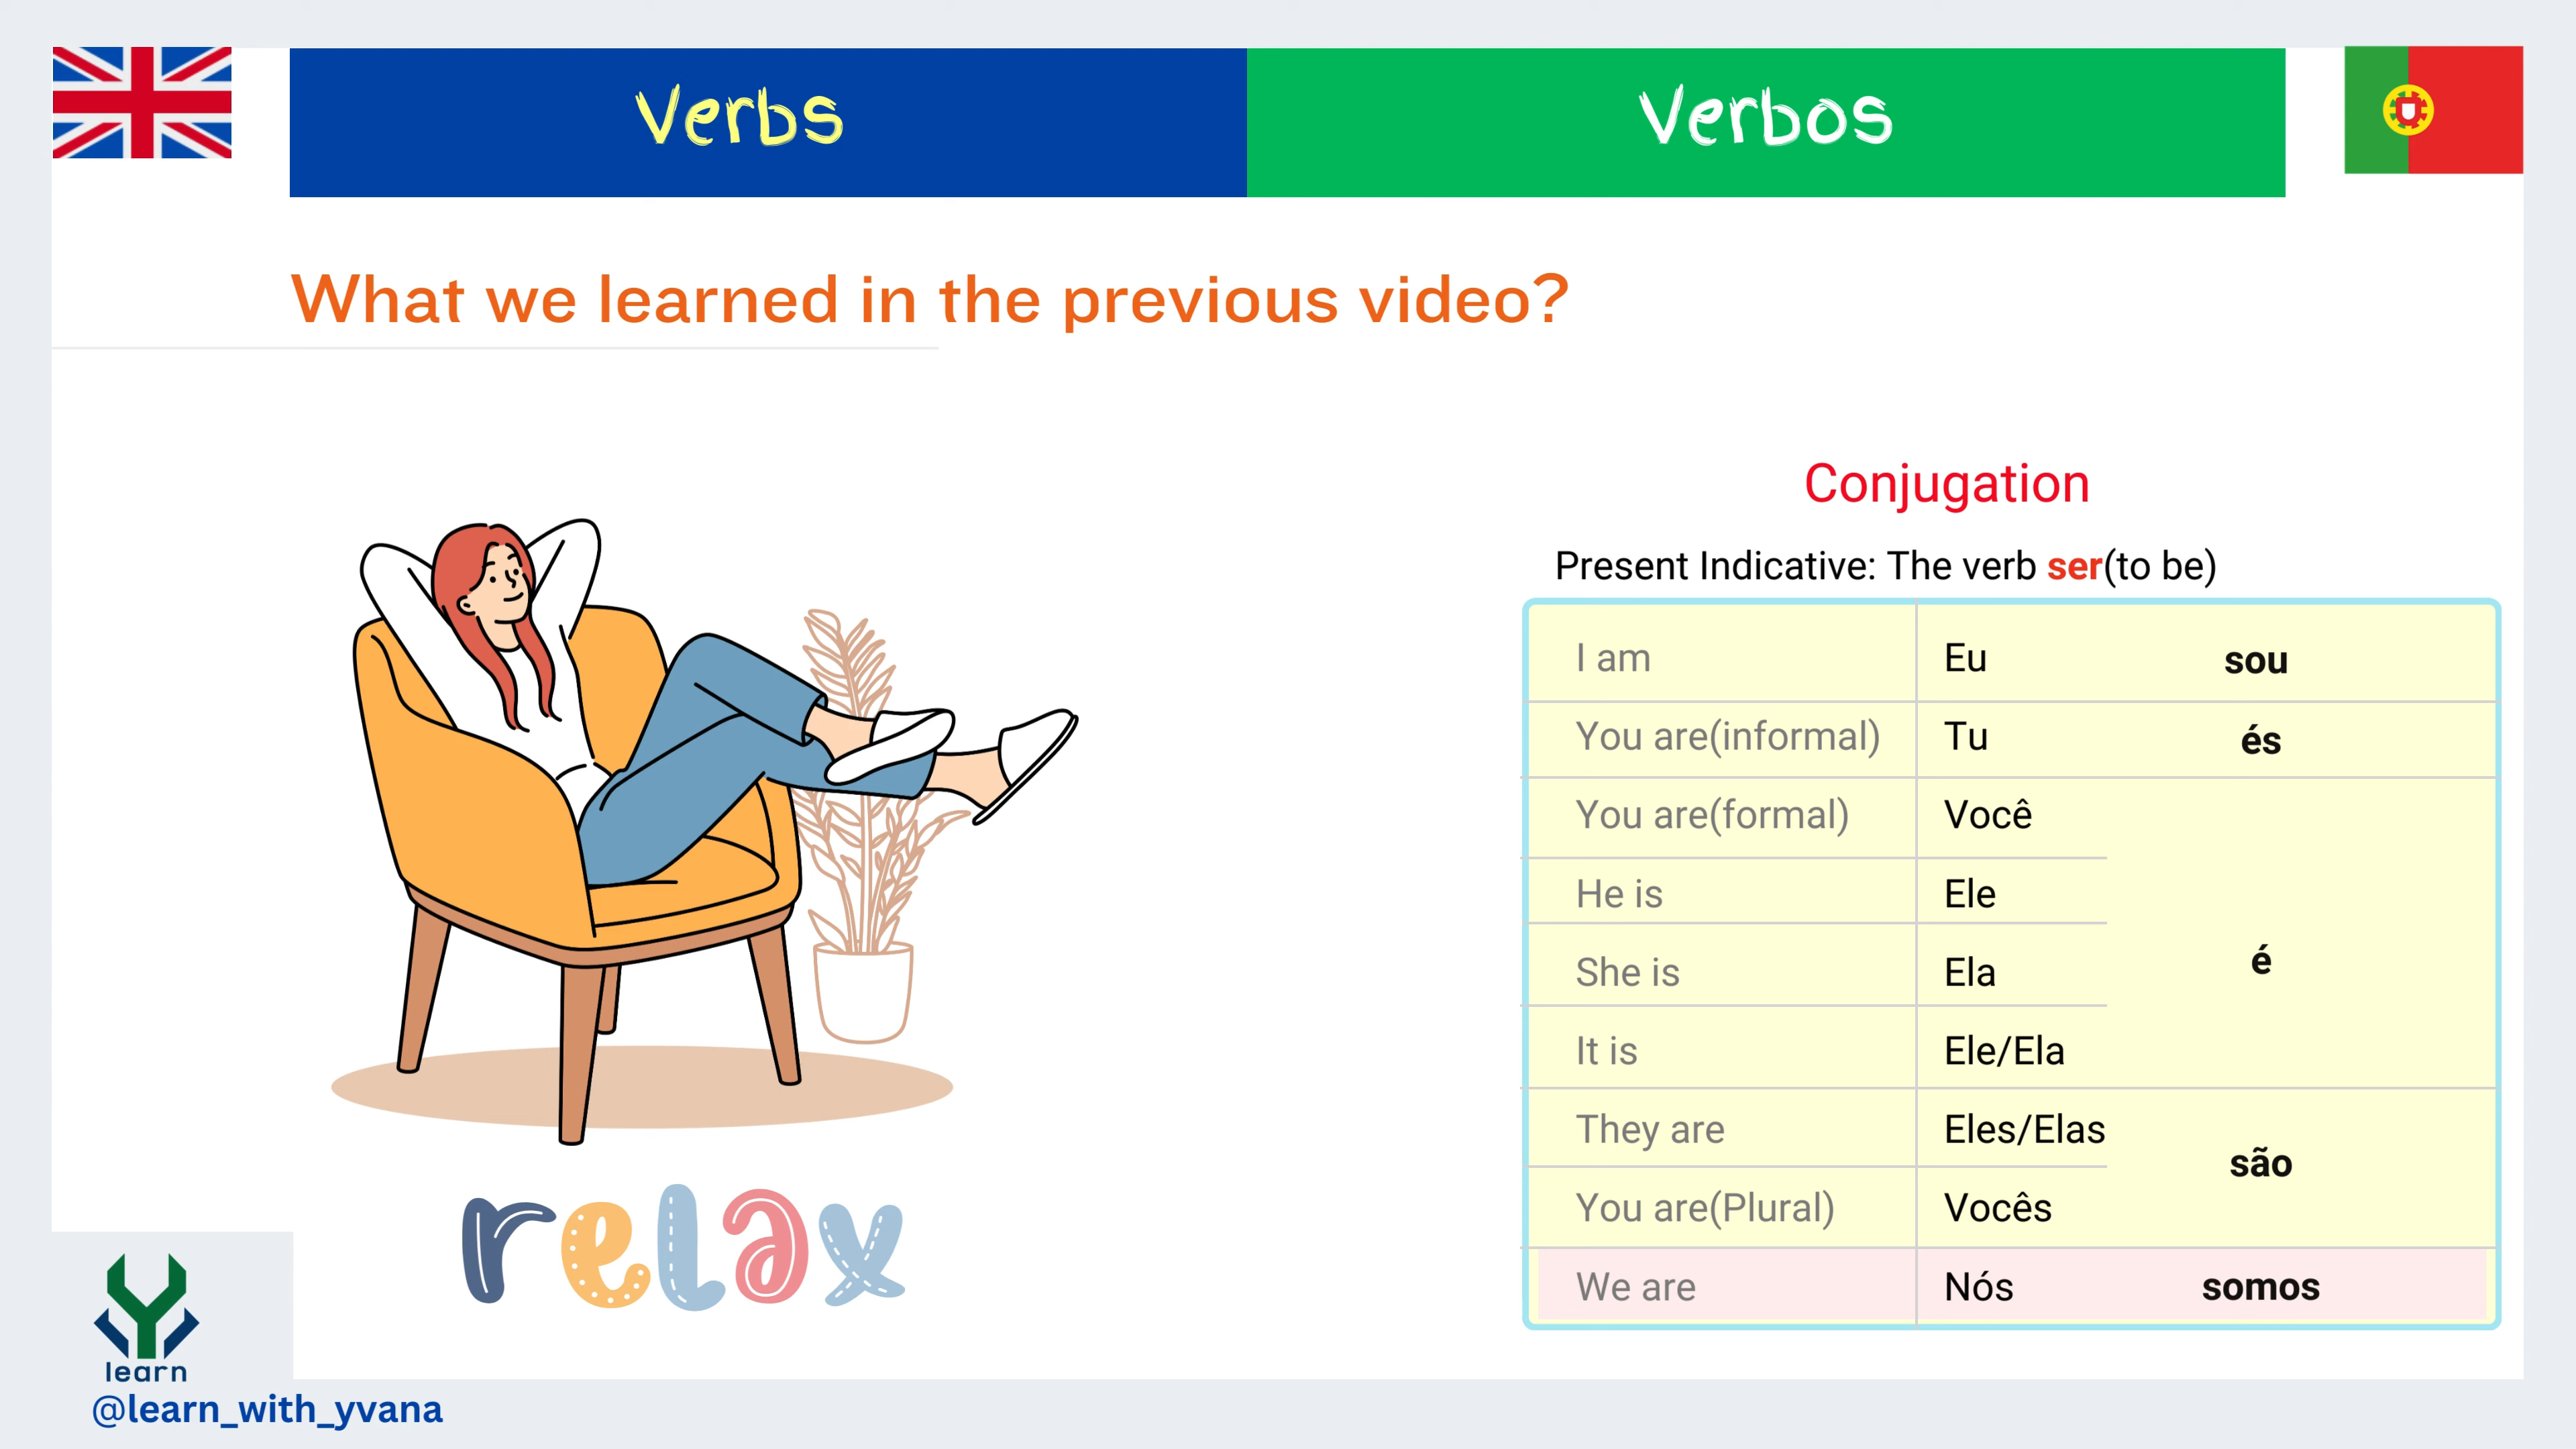 Verbs
Verbos
What we learned in the previous video?
Conjugation
Present Indicative: The verb ser(to be)
I am Eu sou
You are(informal) Tu és
You are(formal) Você
He is Ele
She is Ela é
It is Ele/Ela
They are Eles/Elas
são
You are(Plural) Vocês
We are Nós somos
relax
learn
@learn_with_yvana